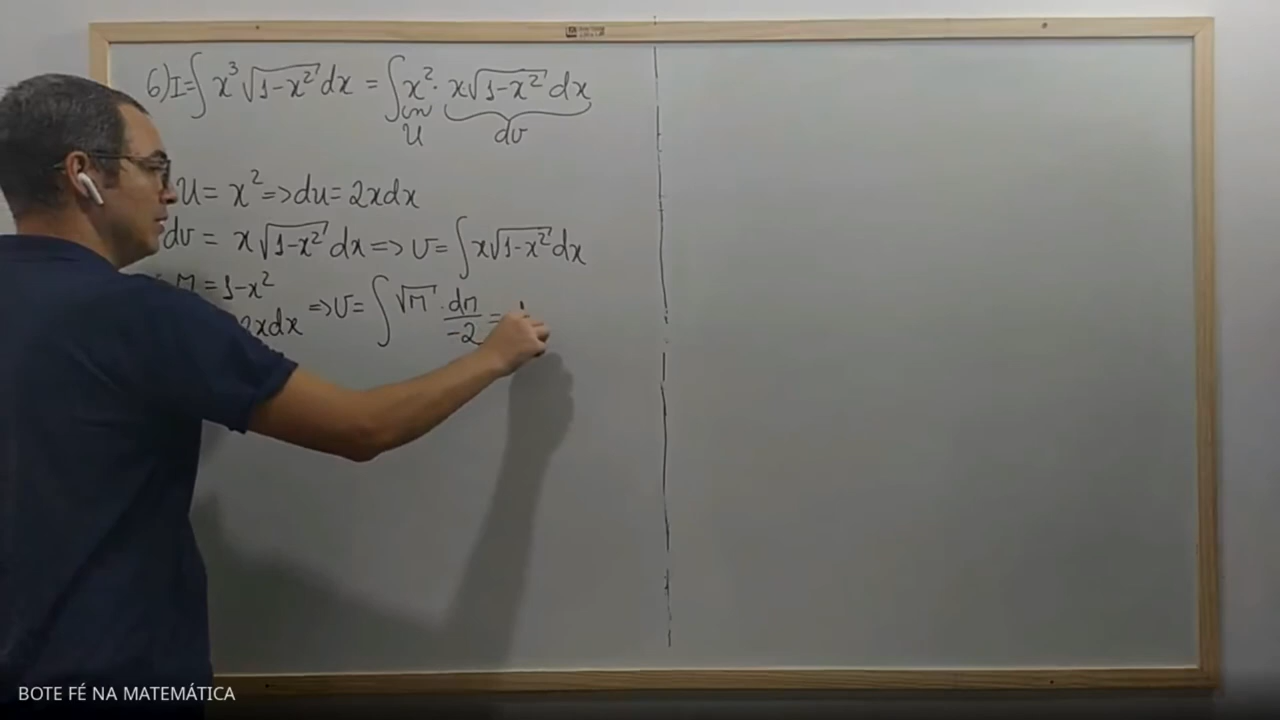 6) I = ∫ x³ √(1-x²) dx = ∫ x² · x√(1-x²) dx
u dv
u = x² => du = 2xdx
dv = x √(1-x²) dx => v = ∫ x√(1-x²) dx
m = 1-x²
2xdx => v = ∫ √m · dm/-2 =
BOTE FÉ NA MATEMÁTICA